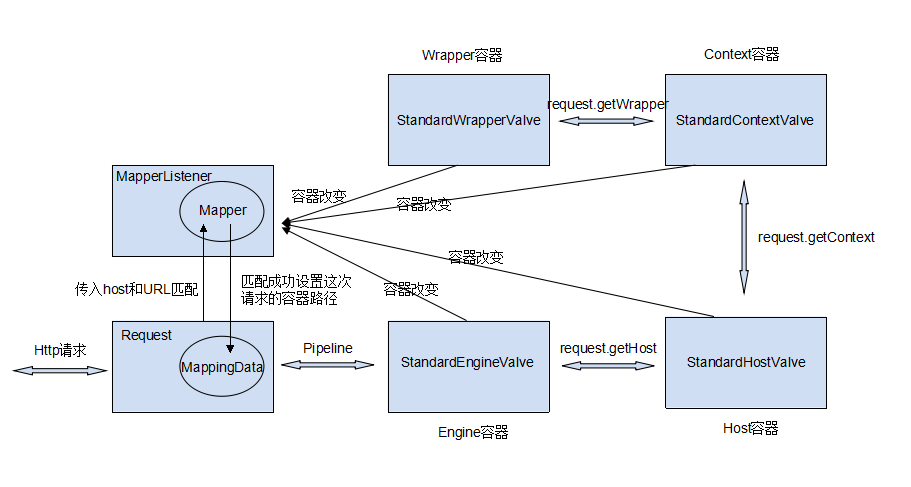 Wrapper容器
Context容器
StandardWrapperValve
request.getWrapper
StandardContextValve
MapperListener
Mapper
容器改变
容器改变
request.getContext
容器改变
传入host和URL匹配
匹配成功设置这次
请求的容器路径
容器改变
Http请求
Request
MappingData
Pipeline
StandardEngineValve
request.getHost
StandardHostValve
Engine容器
Host容器